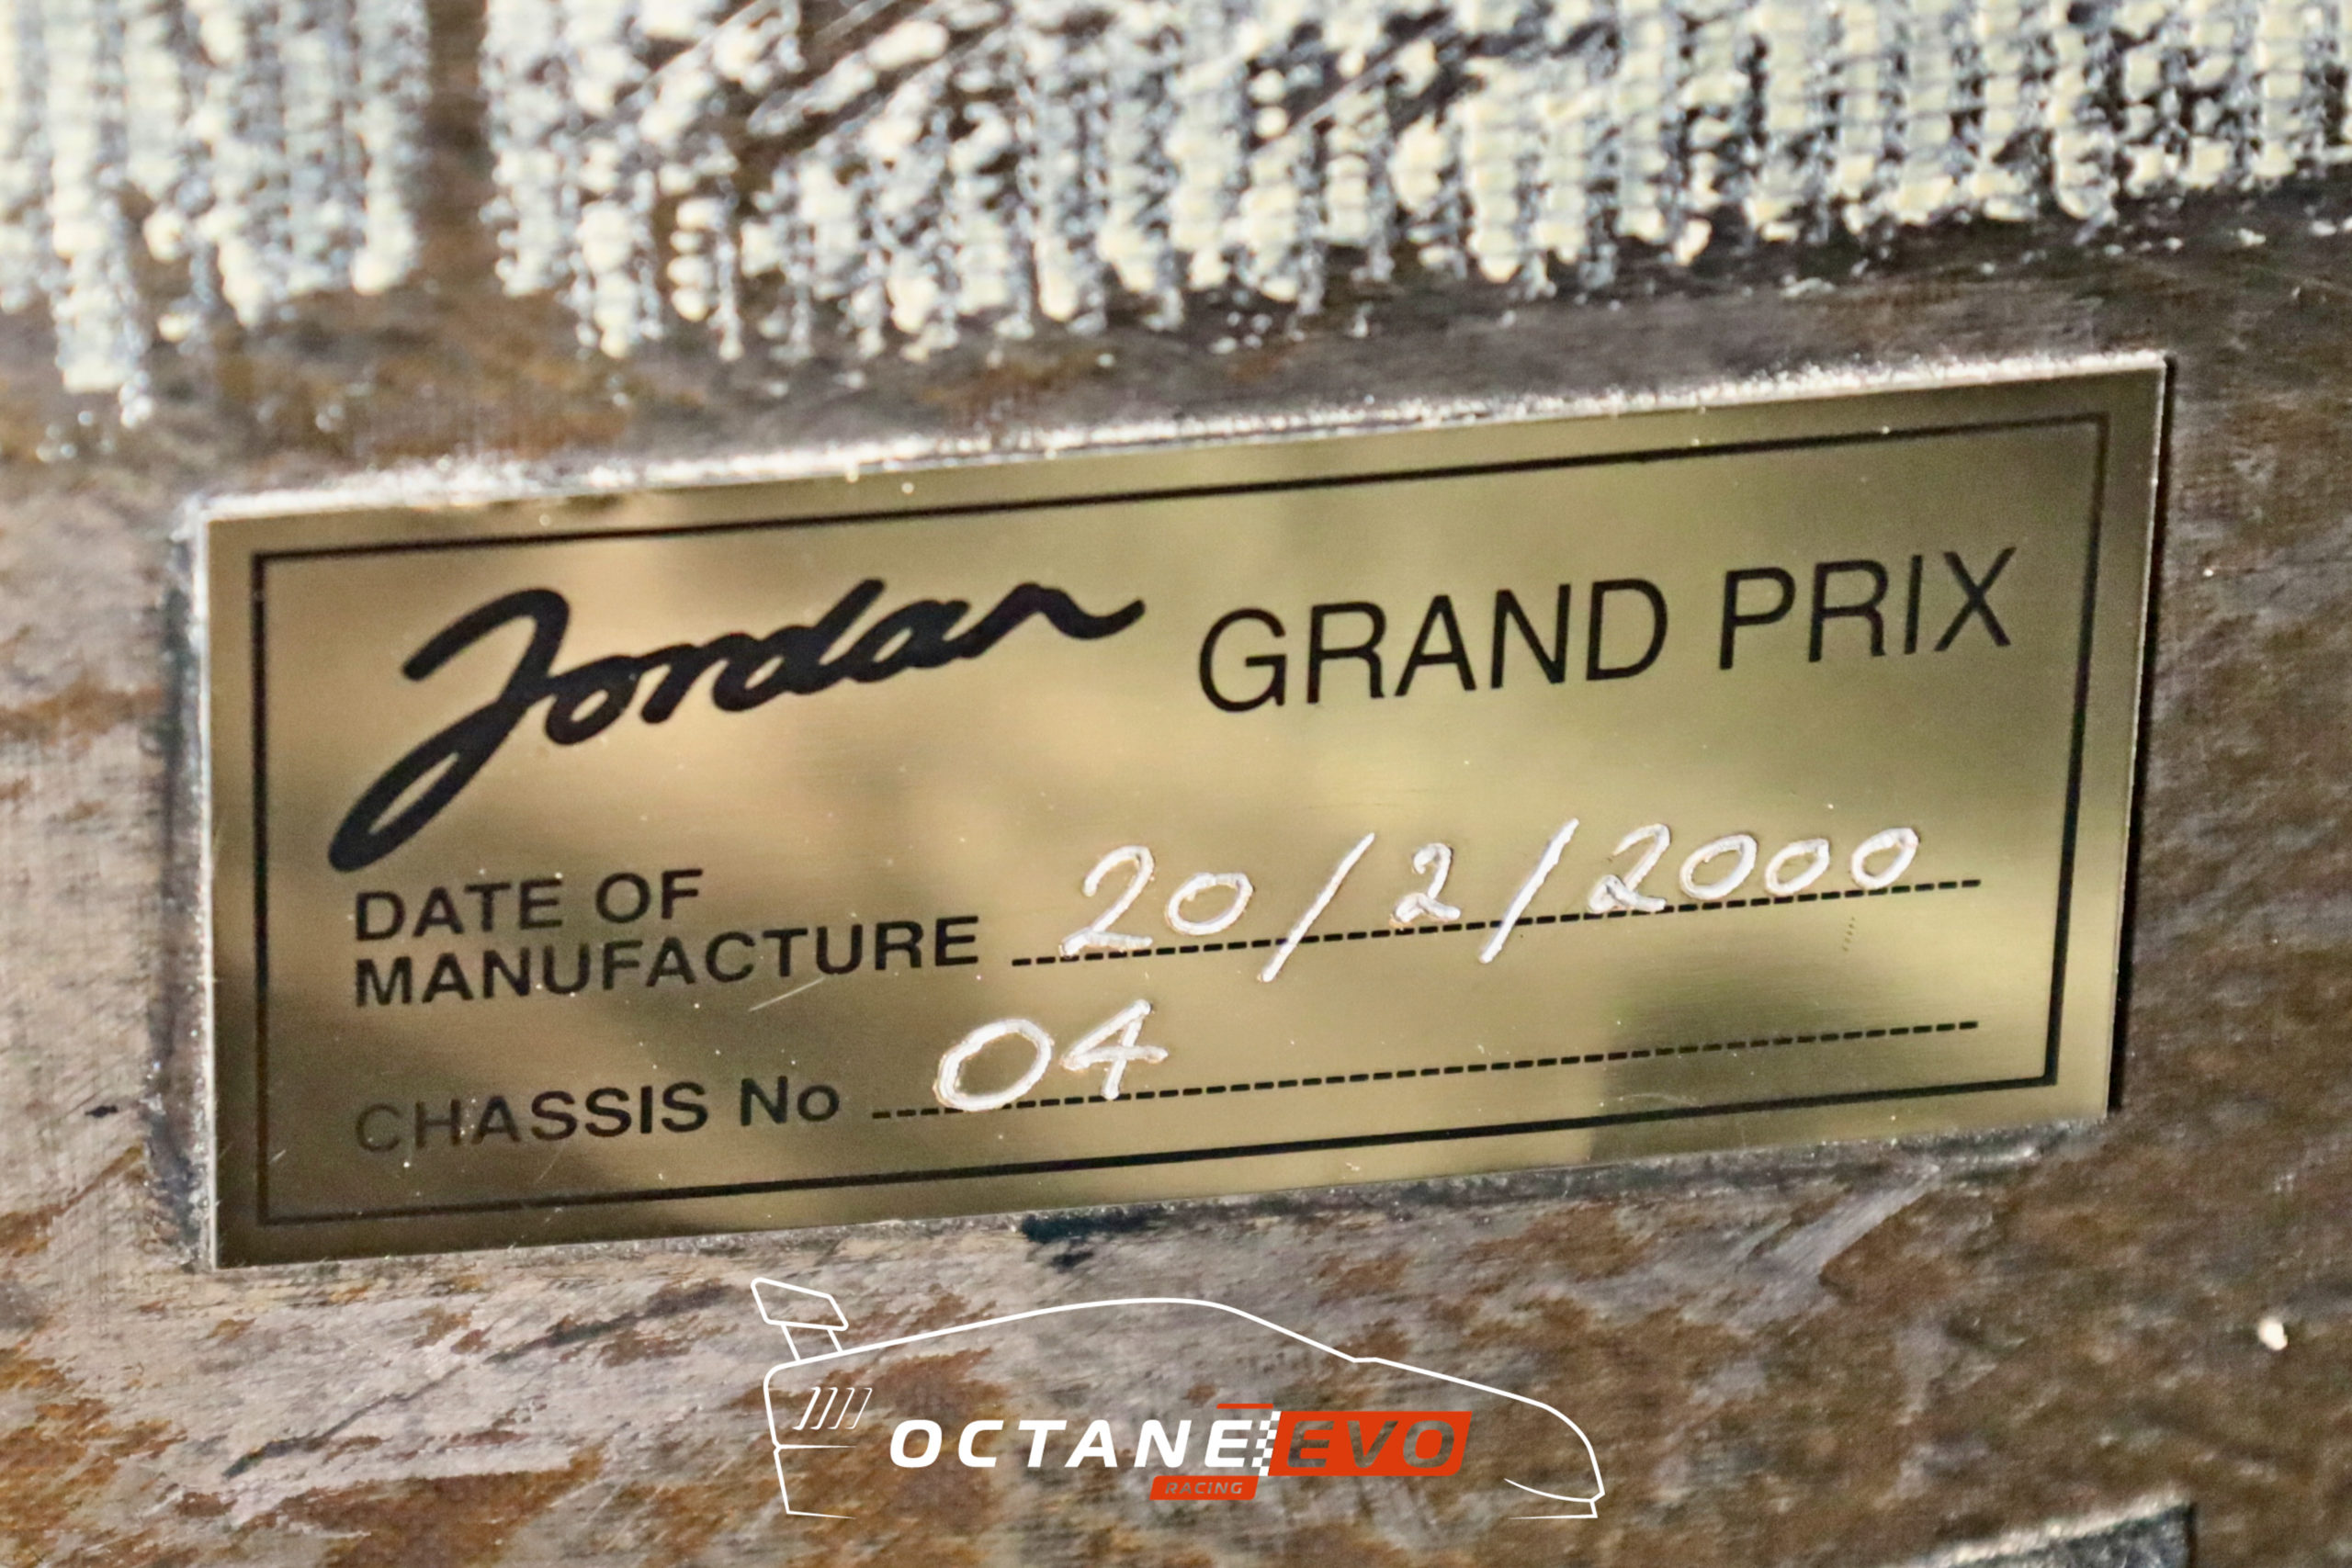 Jordan GRAND PRIX
DATE OF
MANUFACTURE 20/2/2000
CHASSIS No 04
OCTANE EVO
RACING